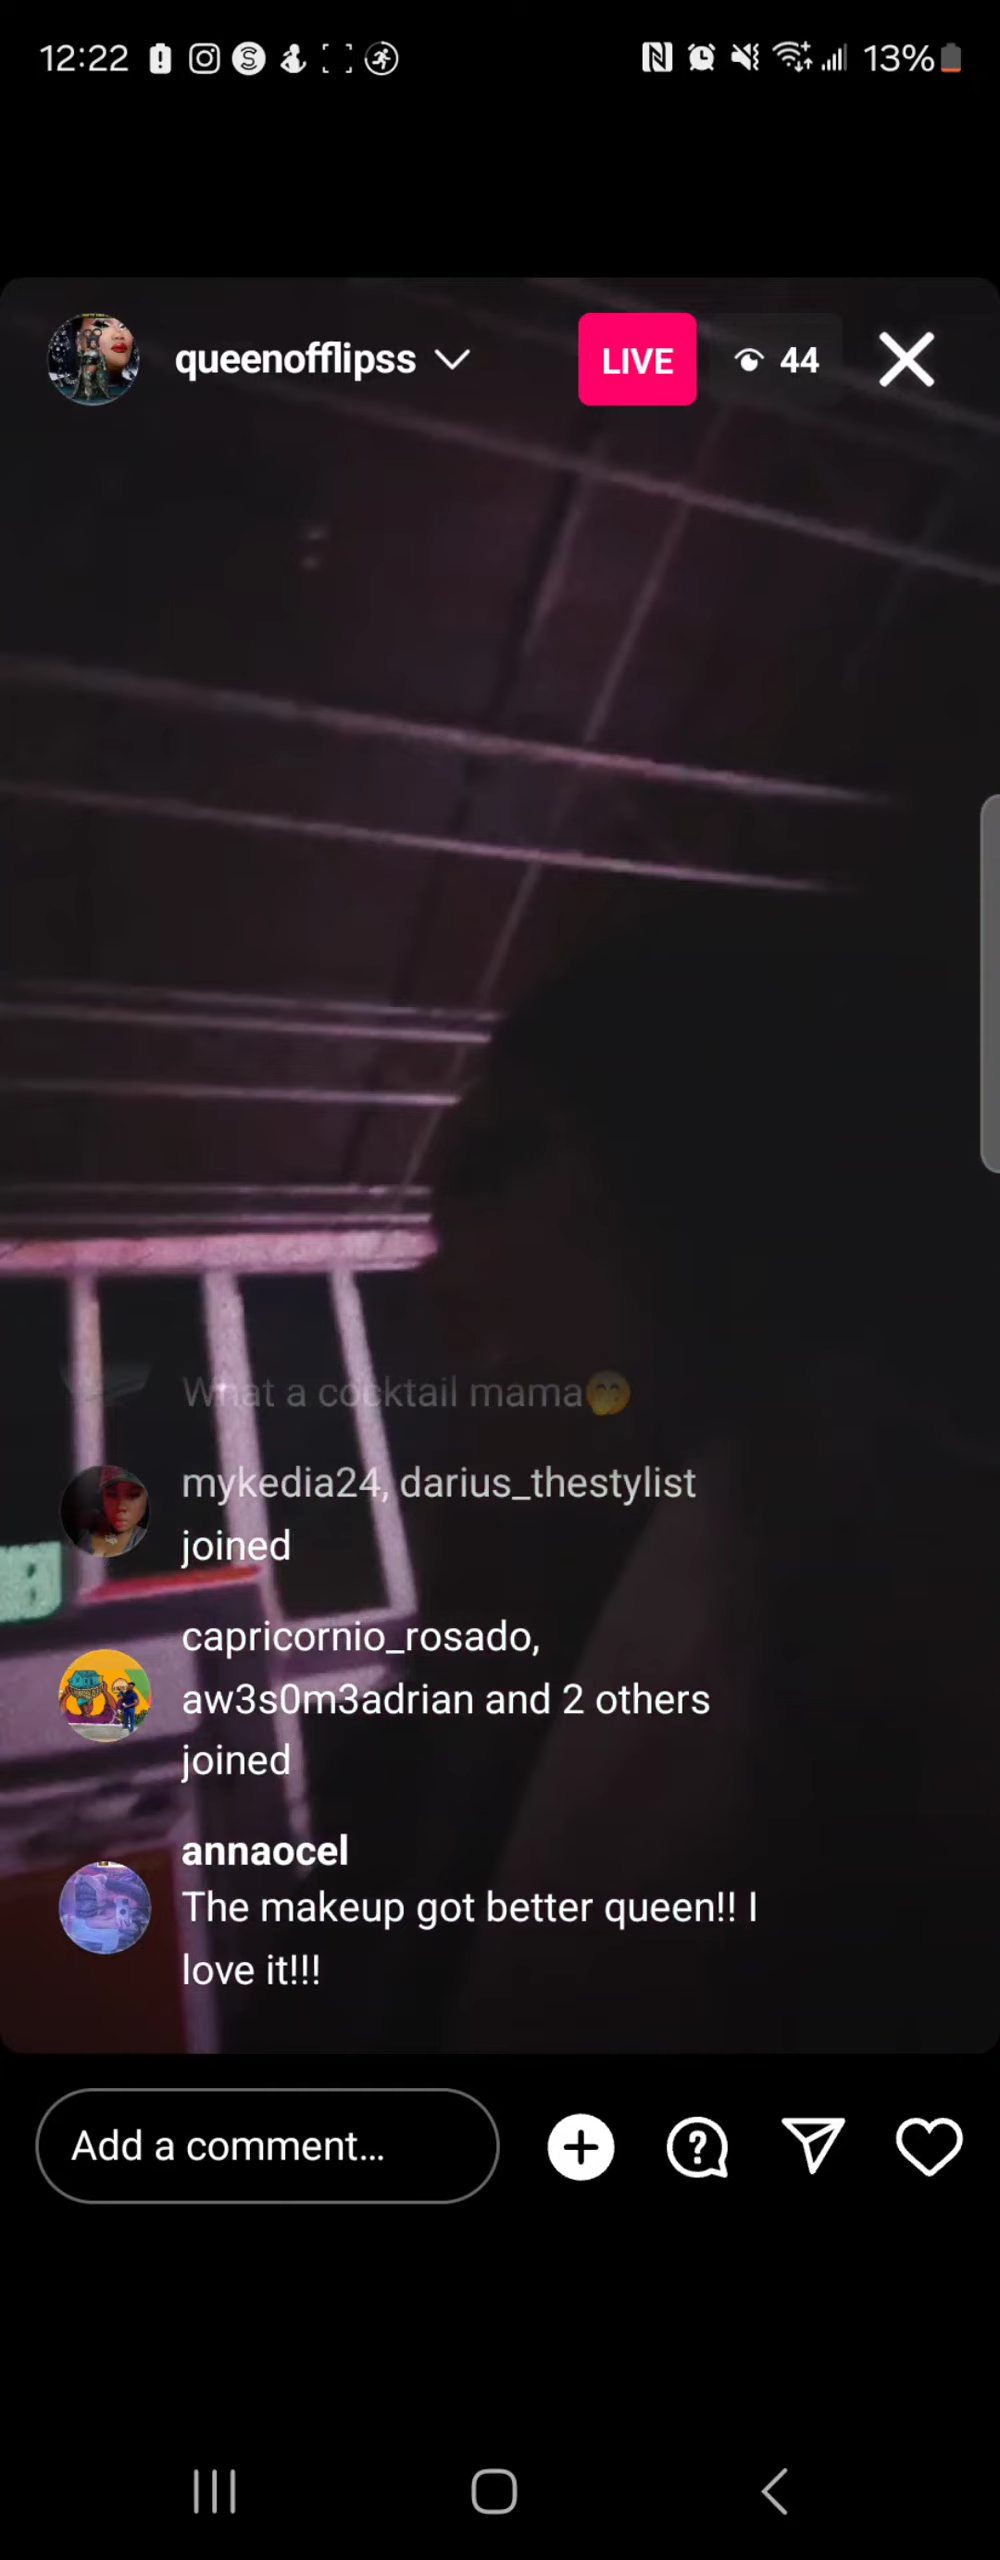 12:22
13%
queenofflipss
LIVE
44
What a cocktail mama🤭
mykedia24, darius_thestylist
joined
capricornio_rosado,
aw3s0m3adrian and 2 others
joined
annaocel
The makeup got better queen!! I
love it!!!
Add a comment...